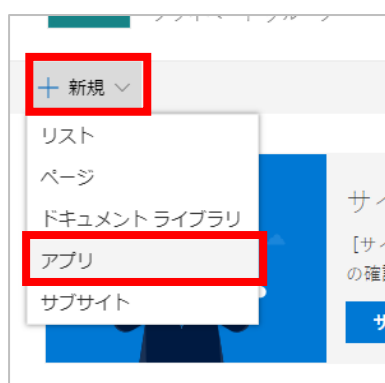 新規
リスト
ページ
ドキュメント ライブラリ
アプリ
サブサイト
サイ
[サイ
の確認